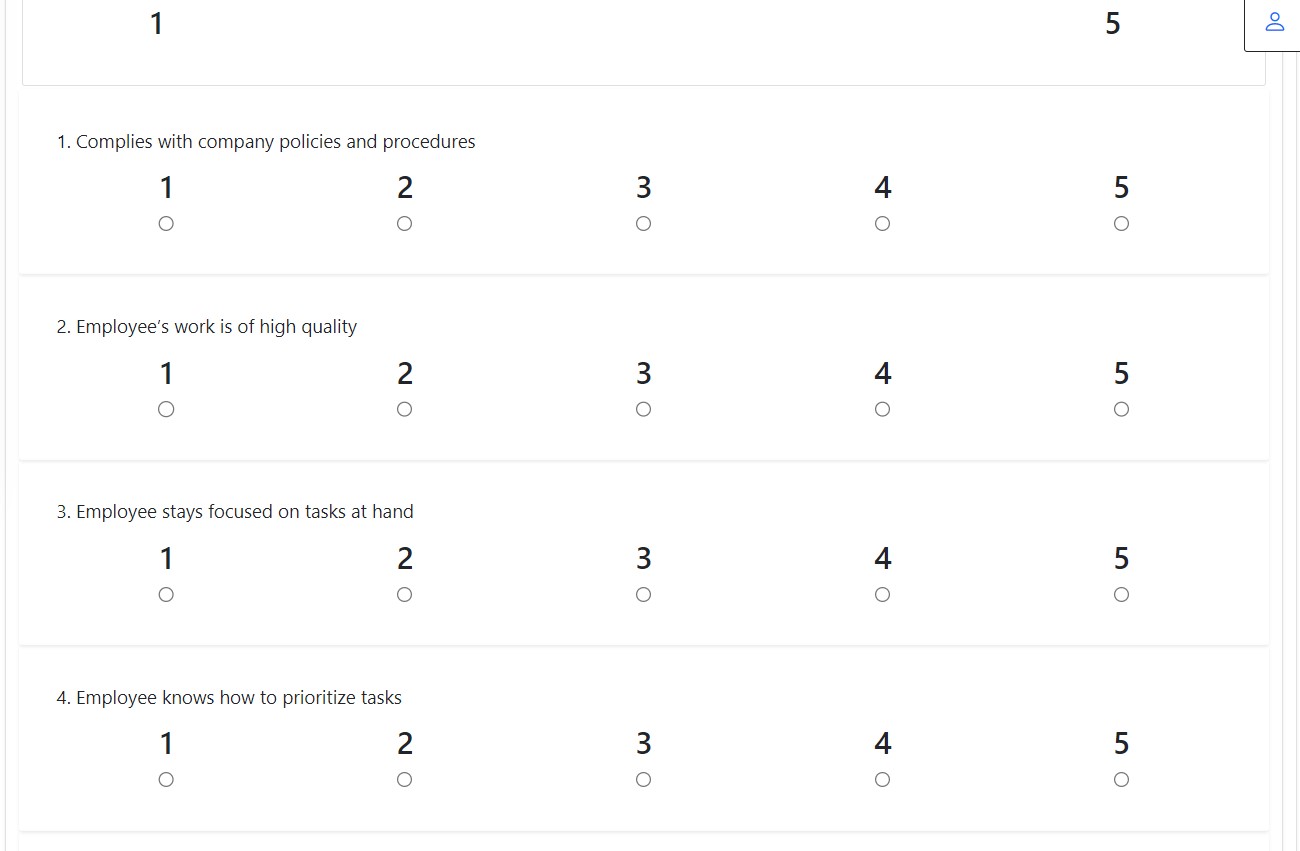 1 5
1. Complies with company policies and procedures
1 2 3 4 5
2. Employee’s work is of high quality
1 2 3 4 5
3. Employee stays focused on tasks at hand
1 2 3 4 5
4. Employee knows how to prioritize tasks
1 2 3 4 5